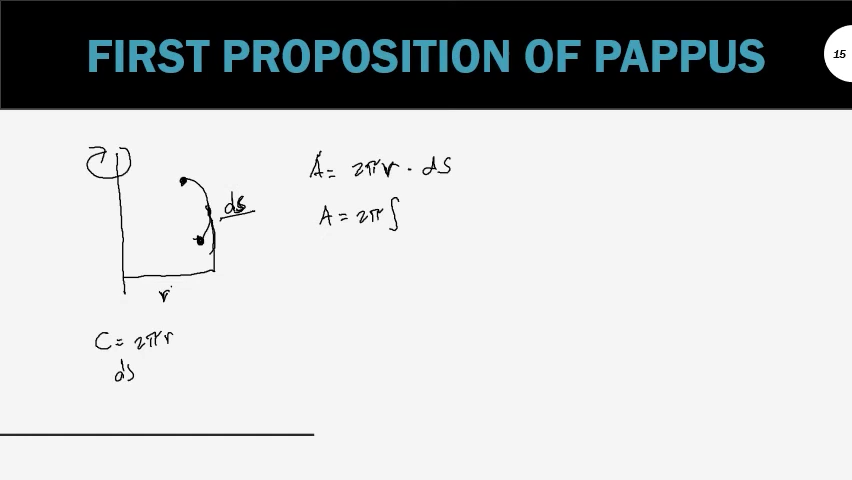 FIRST PROPOSITION OF PAPPUS
15
A = 2πr · ds
ds
A = 2π∫
r
C = 2πr
ds